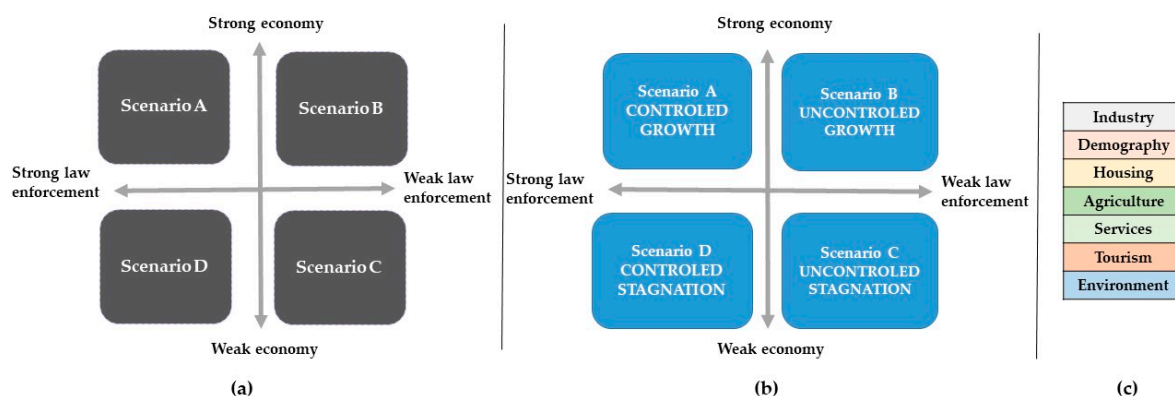 Strong economy
Scenario A
Scenario B
Strong law
enforcement
Weak law
enforcement
Scenario D
Scenario C
Weak economy
(a)
Strong economy
Scenario A
CONTROLED
GROWTH
Scenario B
UNCONTROLED
GROWTH
Strong law
enforcement
Weak law
enforcement
Scenario D
CONTROLED
STAGNATION
Scenario C
UNCONTROLED
STAGNATION
Weak economy
(b)
Industry
Demography
Housing
Agriculture
Services
Tourism
Environment
(c)